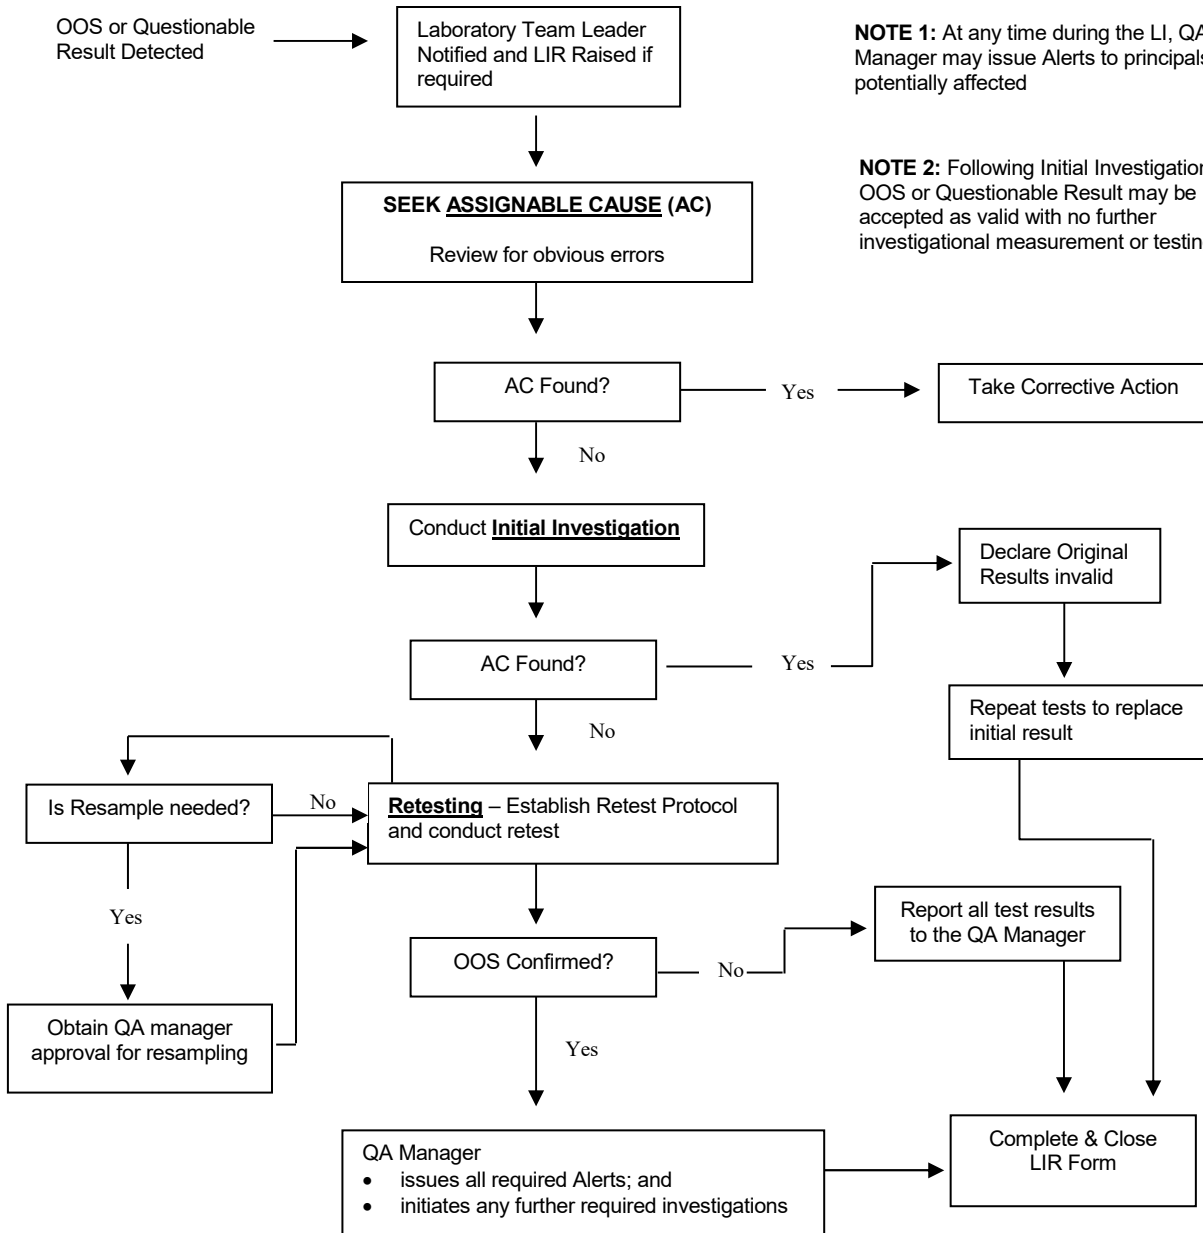 OOS or Questionable
Result Detected
Laboratory Team Leader
Notified and LIR Raised if
required
NOTE 1: At any time during the LI, QA
Manager may issue Alerts to principals
potentially affected
NOTE 2: Following Initial Investigation
OOS or Questionable Result may be
accepted as valid with no further
investigational measurement or testin
SEEK ASSIGNABLE CAUSE (AC)
Review for obvious errors
AC Found?
Yes
Take Corrective Action
No
Conduct Initial Investigation
AC Found?
Yes
Declare Original
Results invalid
Repeat tests to replace
initial result
No
Is Resample needed?
No
Retesting – Establish Retest Protocol
and conduct retest
Yes
Obtain QA manager
approval for resampling
OOS Confirmed?
No
Report all test results
to the QA Manager
Yes
QA Manager
• issues all required Alerts; and
• initiates any further required investigations
Complete & Close
LIR Form